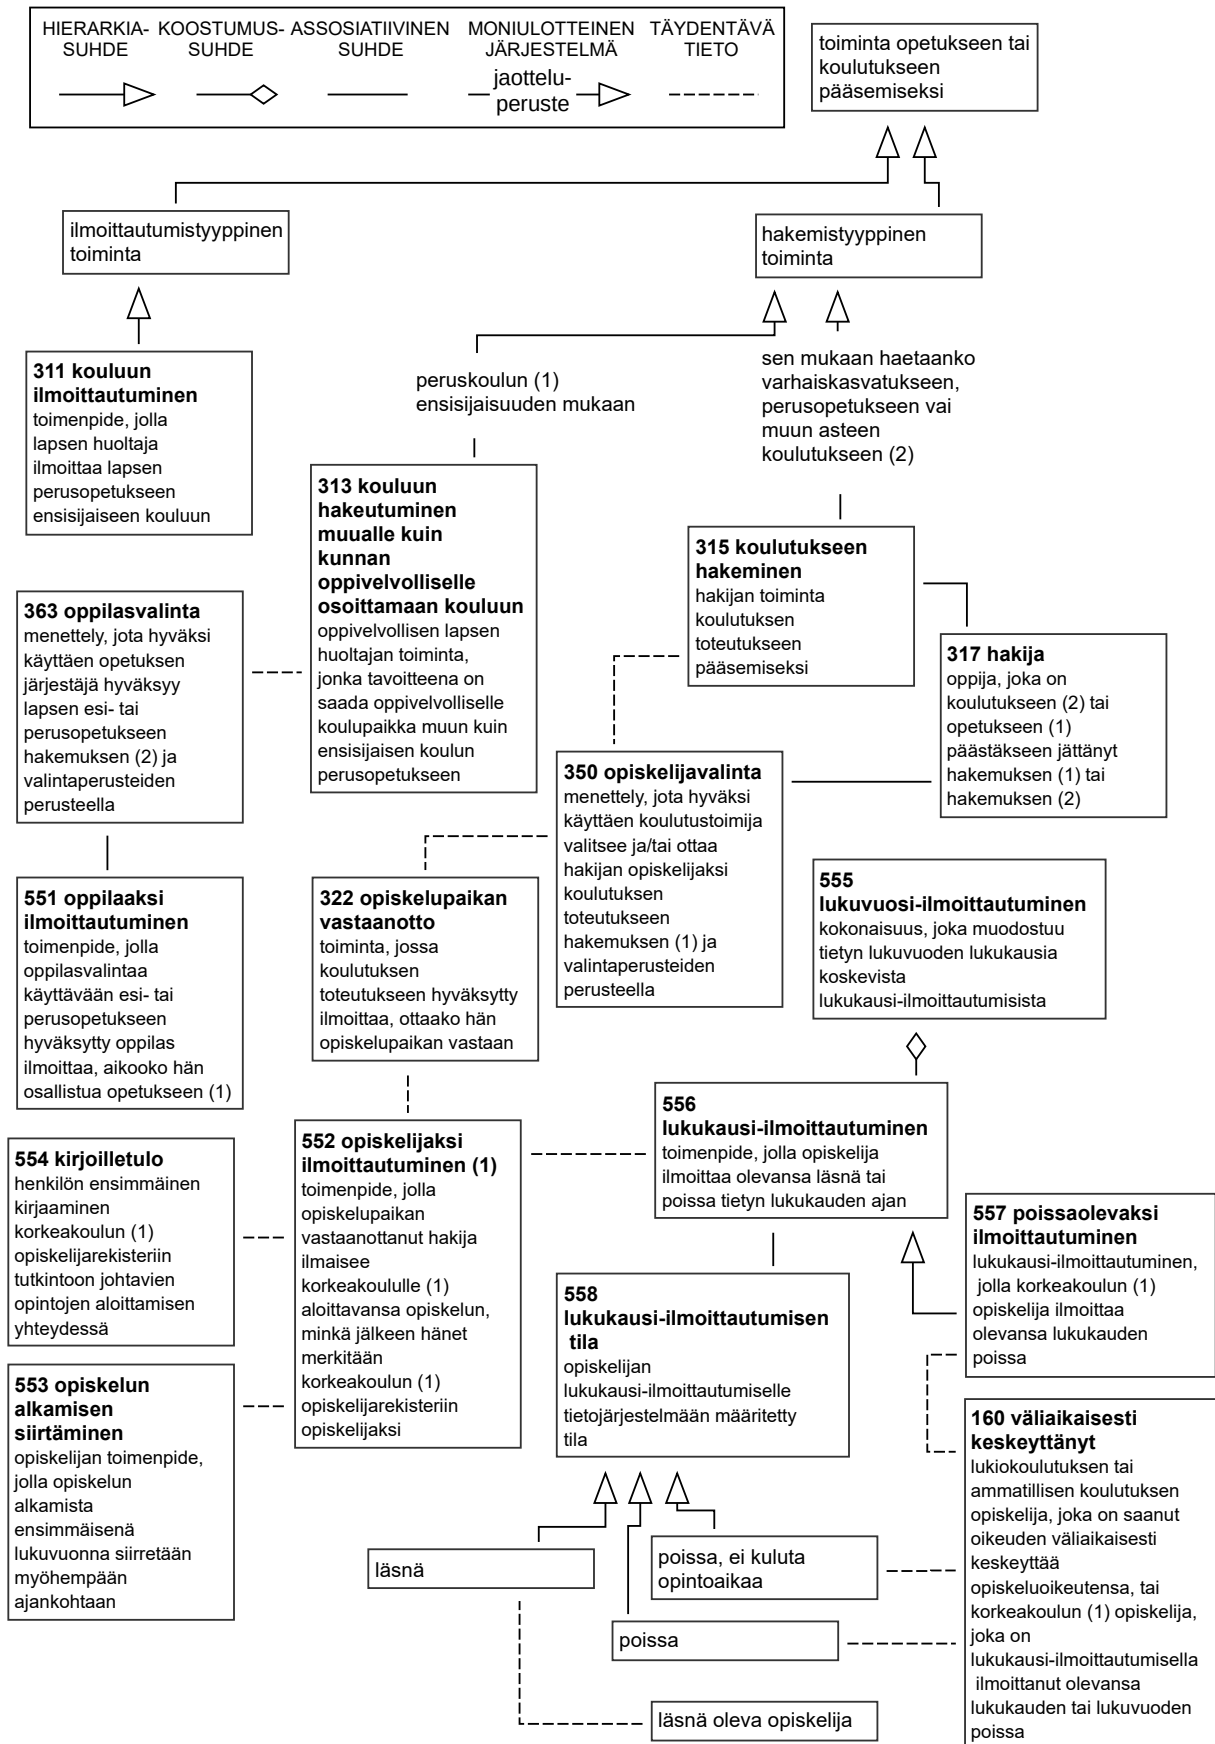 HIERARKIA-
SUHDE
KOOSTUMUS-
SUHDE
ASSOSIATIIVINEN
SUHDE
MONIULOTTEINEN
JÄRJESTELMÄ
TÄYDENTÄVÄ
TIETO
jaottelu-
peruste
toiminta opetukseen tai
koulutukseen
pääsemiseksi
ilmoittautumistyyppinen
toiminta
hakemistyyppinen
toiminta
311 kouluun
ilmoittautuminen
toimenpide, jolla
lapsen huoltaja
ilmoittaa lapsen
perusopetukseen
ensisijaiseen kouluun
peruskoulun (1)
ensisijaisuuden mukaan
sen mukaan haetaanko
varhaiskasvatukseen,
perusopetukseen vai
muun asteen
koulutukseen (2)
313 kouluun
hakeutuminen
muualle kuin
kunnan
oppivelvolliselle
osoittamaan kouluun
oppivelvollisen lapsen
huoltajan toiminta,
jonka tavoitteena on
saada oppivelvolliselle
koulupaikka muun kuin
ensisijaisen koulun
perusopetukseen
315 koulutukseen
hakeminen
hakijan toiminta
koulutuksen
toteutukseen
pääsemiseksi
363 oppilasvalinta
menettely, jota hyväksi
käyttäen opetuksen
järjestäjä hyväksyy
lapsen esi- tai
perusopetukseen
hakemuksen (2) ja
valintaperusteiden
perusteella
317 hakija
oppija, joka on
koulutukseen (2) tai
opetukseen (1)
päästäkseen jättänyt
hakemuksen (1) tai
hakemuksen (2)
350 opiskelijavalinta
menettely, jota hyväksi
käyttäen koulutustoimija
valitsee ja/tai ottaa
hakijan opiskelijaksi
koulutuksen
toteutukseen
hakemuksen (1) ja
valintaperusteiden
perusteella
551 oppilaaksi
ilmoittautuminen
toimenpide, jolla
oppilasvalintaa
käyttävään esi- tai
perusopetukseen
hyväksytty oppilas
ilmoittaa, aikooko hän
osallistua opetukseen (1)
322 opiskelupaikan
vastaanotto
toiminta, jossa
koulutuksen
toteutukseen hyväksytty
ilmoittaa, ottaako hän
opiskelupaikan vastaan
555
lukuvuosi-ilmoittautuminen
kokonaisuus, joka muodostuu
tietyn lukuvuoden lukukausia
koskevista
lukukausi-ilmoittautumisista
556
lukukausi-ilmoittautuminen
toimenpide, jolla opiskelija
ilmoittaa olevansa läsnä tai
poissa tietyn lukukauden ajan
554 kirjoilletulo
henkilön ensimmäinen
kirjaaminen
korkeakoulun (1)
opiskelijarekisteriin
tutkintoon johtavien
opintojen aloittamisen
yhteydessä
552 opiskelijaksi
ilmoittautuminen (1)
toimenpide, jolla
opiskelupaikan
vastaanottanut hakija
ilmaisee
korkeakoululle (1)
aloittavansa opiskelun,
minkä jälkeen hänet
merkitään
korkeakoulun (1)
opiskelijarekisteriin
opiskelijaksi
557 poissaolevaksi
ilmoittautuminen
lukukausi-ilmoittautuminen,
jolla korkeakoulun (1)
opiskelija ilmoittaa
olevansa lukukauden
poissa
558
lukukausi-ilmoittautumisen
tila
opiskelijan
lukukausi-ilmoittautumiselle
tietojärjestelmään määritetty
tila
553 opiskelun
alkamisen
siirtäminen
opiskelijan toimenpide,
jolla opiskelun
alkamista
ensimmäisenä
lukuvuonna siirretään
myöhempään
ajankohtaan
160 väliaikaisesti
keskeyttänyt
lukiokoulutuksen tai
ammatillisen koulutuksen
opiskelija, joka on saanut
oikeuden väliaikaisesti
keskeyttää
opiskeluoikeutensa, tai
korkeakoulun (1) opiskelija,
joka on
lukukausi-ilmoittautumisella
ilmoittanut olevansa
lukukauden tai lukuvuoden
poissa
läsnä
poissa, ei kuluta
opintoaikaa
poissa
läsnä oleva opiskelija